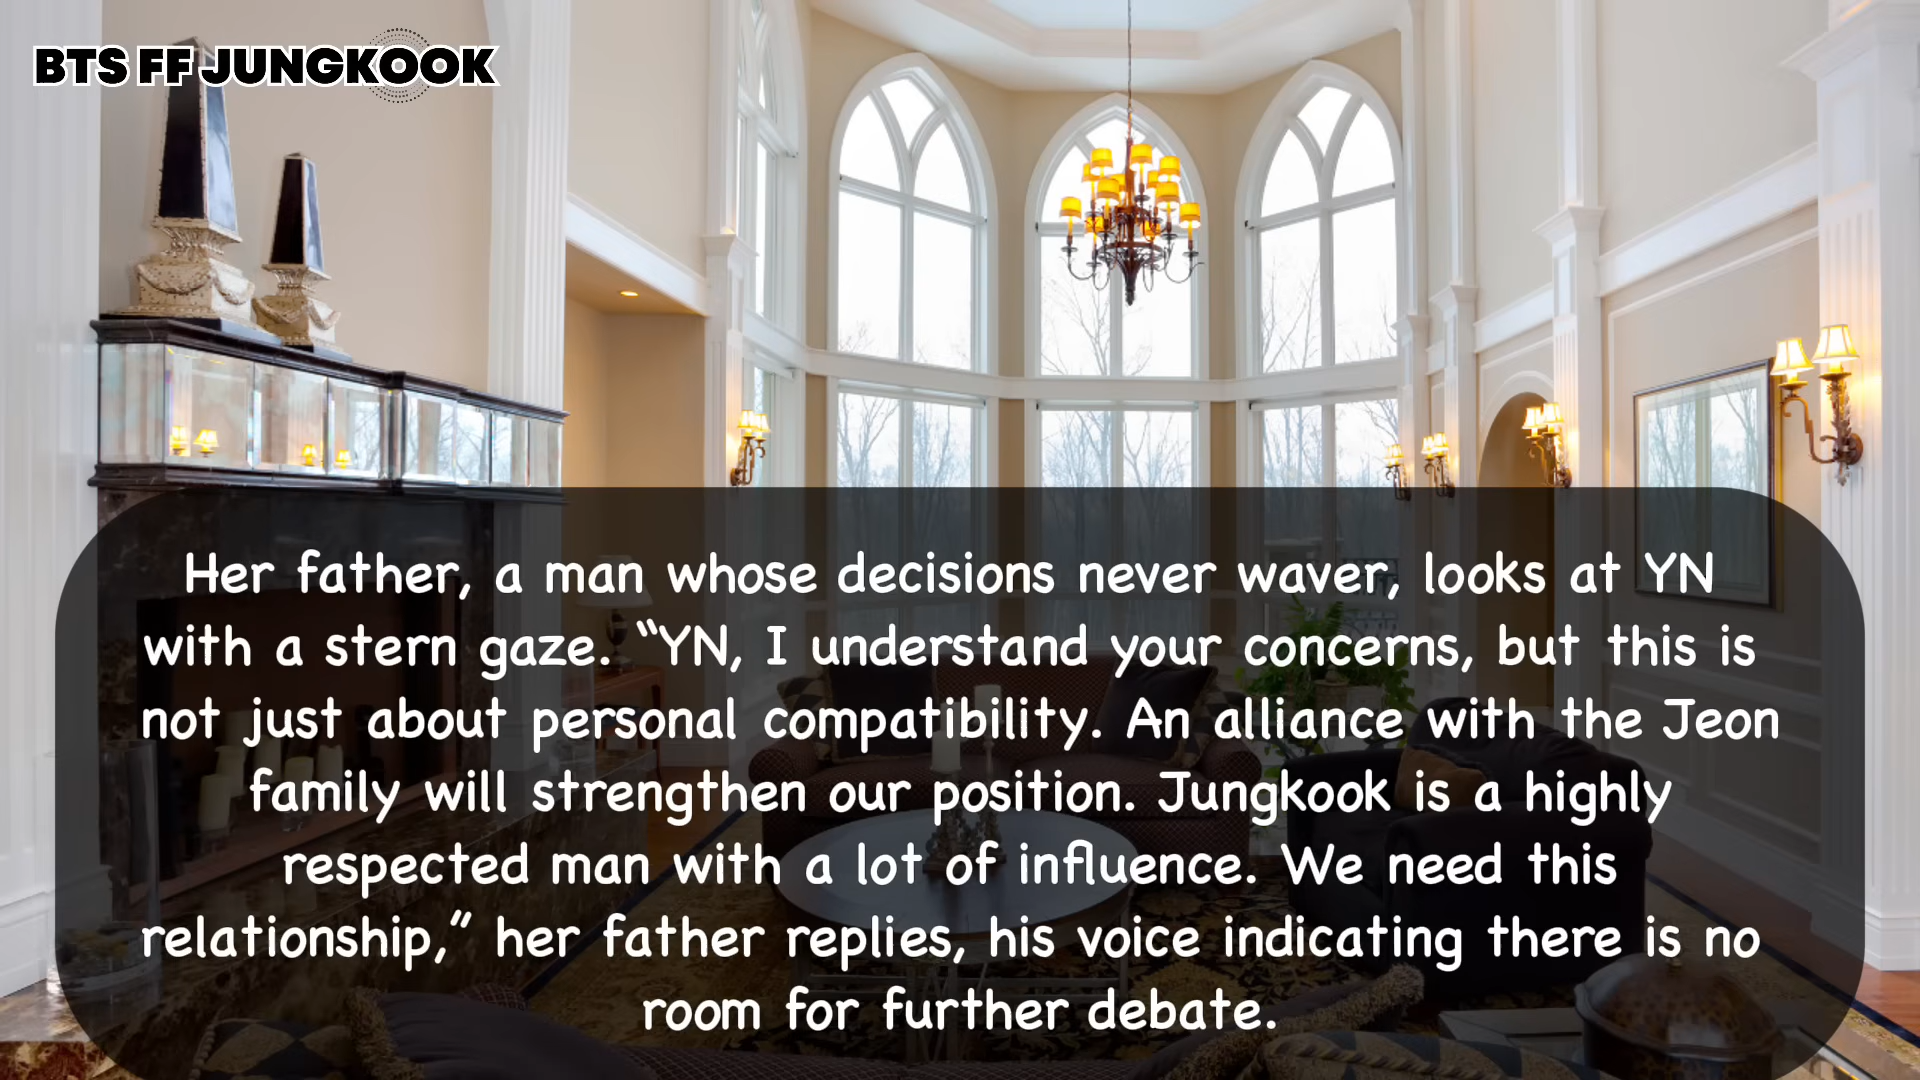 BTS FF JUNGKOOK
Her father, a man whose decisions never waver, looks at YN
with a stern gaze. “YN, I understand your concerns, but this is
not just about personal compatibility. An alliance with the Jeon
family will strengthen our position. Jungkook is a highly
respected man with a lot of influence. We need this
relationship,” her father replies, his voice indicating there is no
room for further debate.